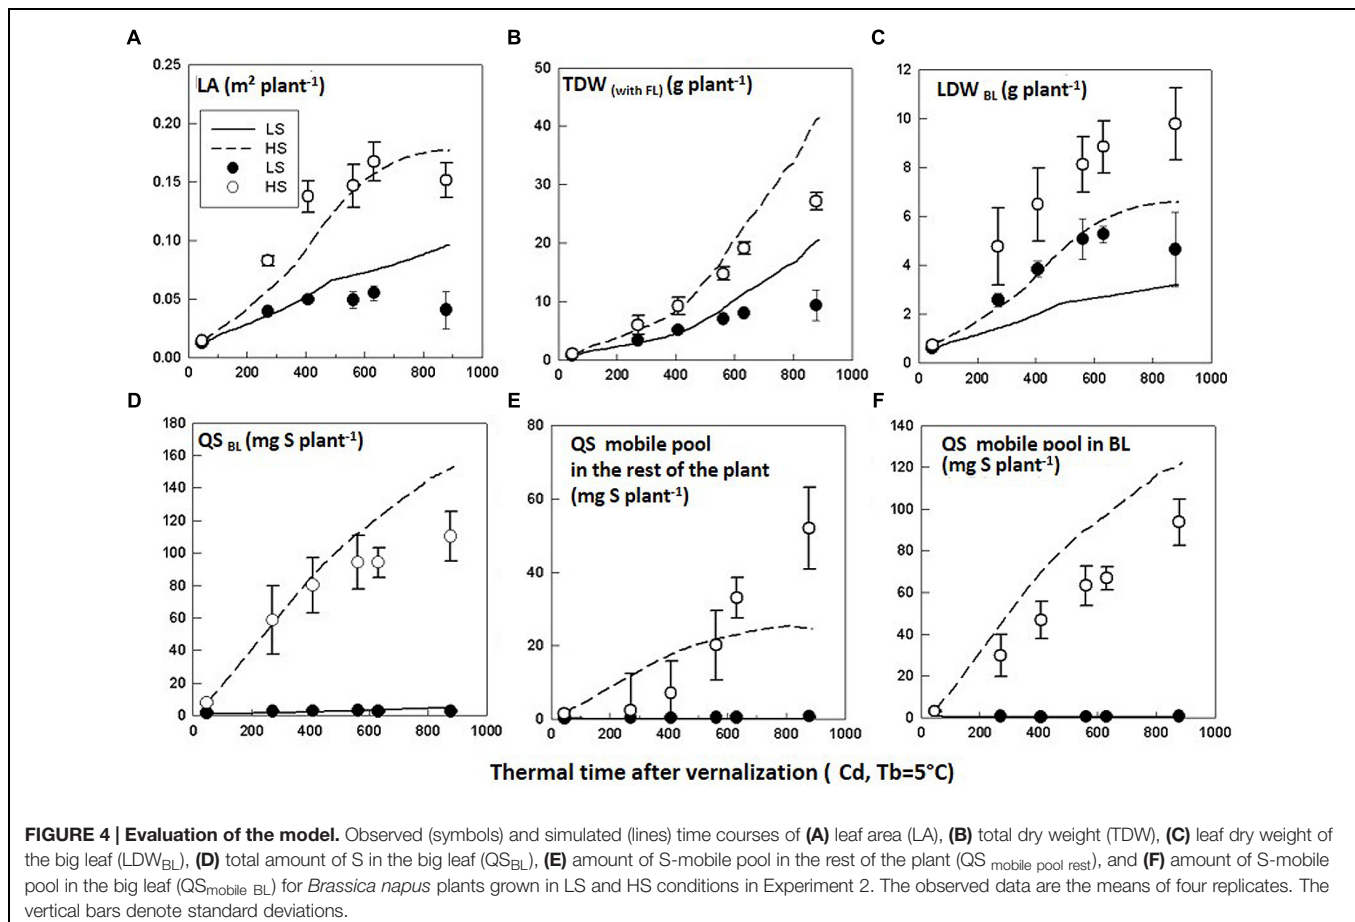 A
B
C
0.25
0.20
0.15
0.10
0.05
0.00
LA (m² plant⁻¹)
LS
HS
LS
HS
0 200 400 600 800 1000
50
40
30
20
10
0
TDW (with FL) (g plant⁻¹)
0 200 400 600 800 1000
12
10
8
6
4
2
0
LDW BL (g plant⁻¹)
0 200 400 600 800 1000
D
E
F
180
160
140
120
100
80
60
40
20
0
QS BL (mg S plant⁻¹)
0 200 400 600 800 1000
80
60
40
20
0
QS mobile pool
in the rest of the plant
(mg S plant⁻¹)
0 200 400 600 800 1000
140
120
100
80
60
40
20
0
QS mobile pool in BL
(mg S plant⁻¹)
0 200 400 600 800 1000
Thermal time after vernalization ( Cd, Tb=5°C)
FIGURE 4 | Evaluation of the model. Observed (symbols) and simulated (lines) time courses of (A) leaf area (LA), (B) total dry weight (TDW), (C) leaf dry weight of
the big leaf (LDWBL), (D) total amount of S in the big leaf (QSBL), (E) amount of S-mobile pool in the rest of the plant (QS mobile pool rest), and (F) amount of S-mobile
pool in the big leaf (QSmobile BL) for Brassica napus plants grown in LS and HS conditions in Experiment 2. The observed data are the means of four replicates. The
vertical bars denote standard deviations.